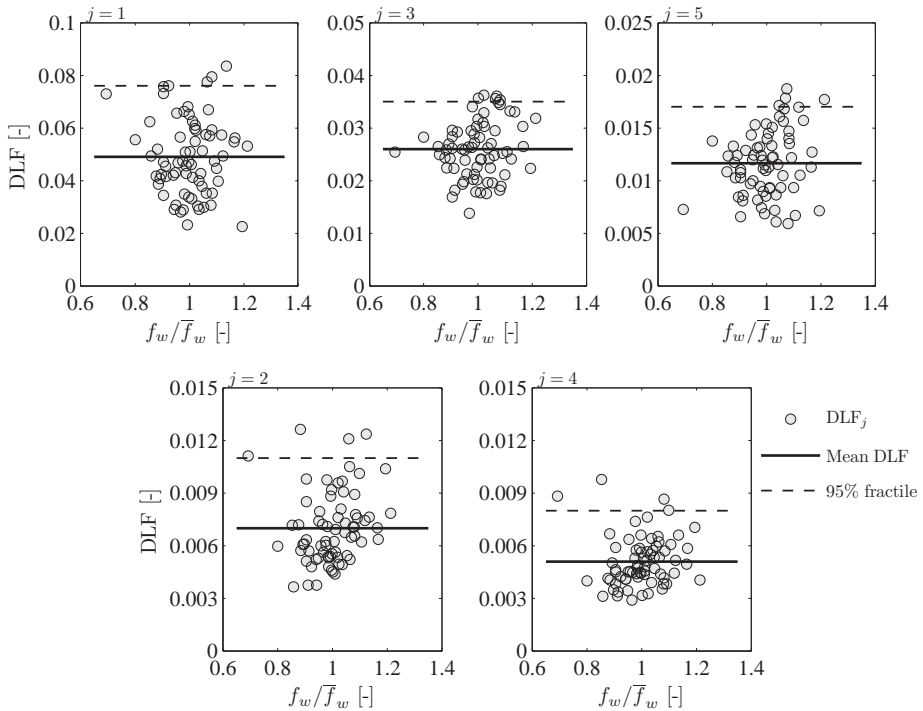 j = 1
0.1
0.08
0.06
0.04
0.02
0
DLF [-]
0.6 0.8 1 1.2 1.4
f_w/f̅_w [-]
j = 3
0.05
0.04
0.03
0.02
0.01
0
0.6 0.8 1 1.2 1.4
f_w/f̅_w [-]
j = 5
0.025
0.02
0.015
0.01
0.005
0
0.6 0.8 1 1.2 1.4
f_w/f̅_w [-]
j = 2
0.015
0.012
0.009
0.006
0.003
0
DLF [-]
0.6 0.8 1 1.2 1.4
f_w/f̅_w [-]
j = 4
0.015
0.012
0.009
0.006
0.003
0
0.6 0.8 1 1.2 1.4
f_w/f̅_w [-]
DLF_j
Mean DLF
95% fractile